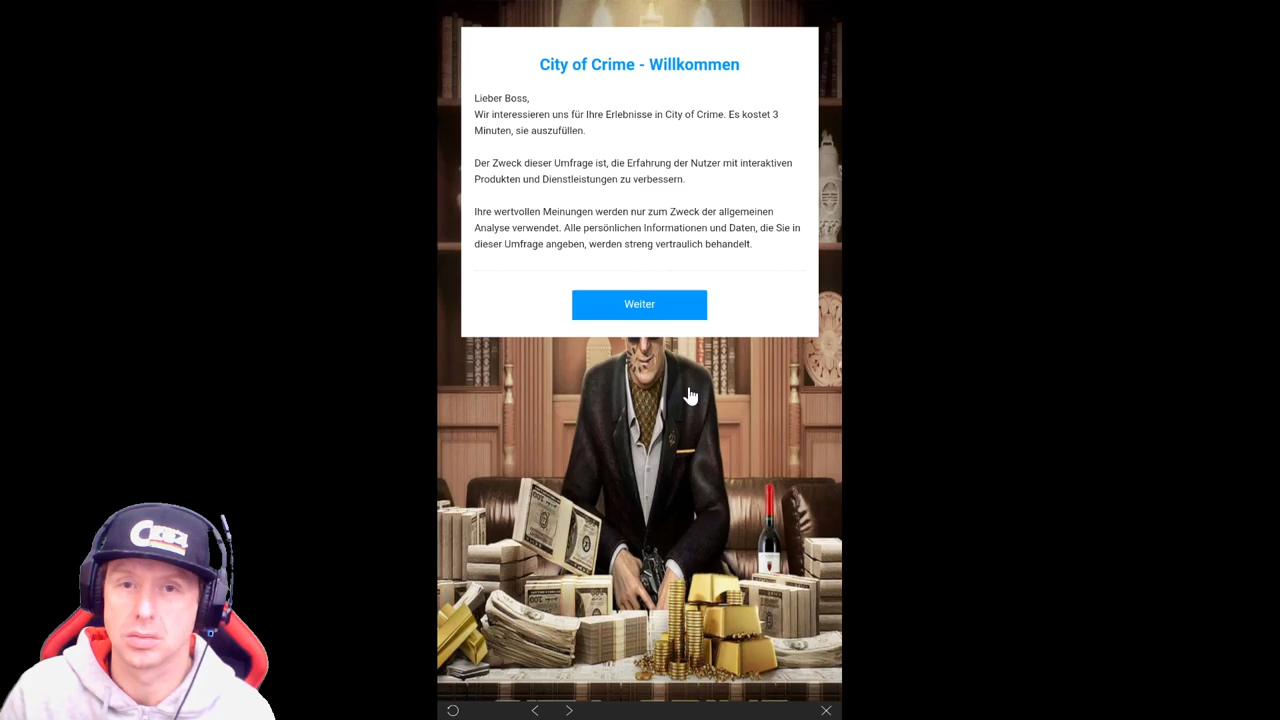 City of Crime - Willkommen
Lieber Boss,
Wir interessieren uns für Ihre Erlebnisse in City of Crime. Es kostet 3
Minuten, sie auszufüllen.
Der Zweck dieser Umfrage ist, die Erfahrung der Nutzer mit interaktiven
Produkten und Dienstleistungen zu verbessern.
Ihre wertvollen Meinungen werden nur zum Zweck der allgemeinen
Analyse verwendet. Alle persönlichen Informationen und Daten, die Sie in
dieser Umfrage angeben, werden streng vertraulich behandelt.
Weiter
100